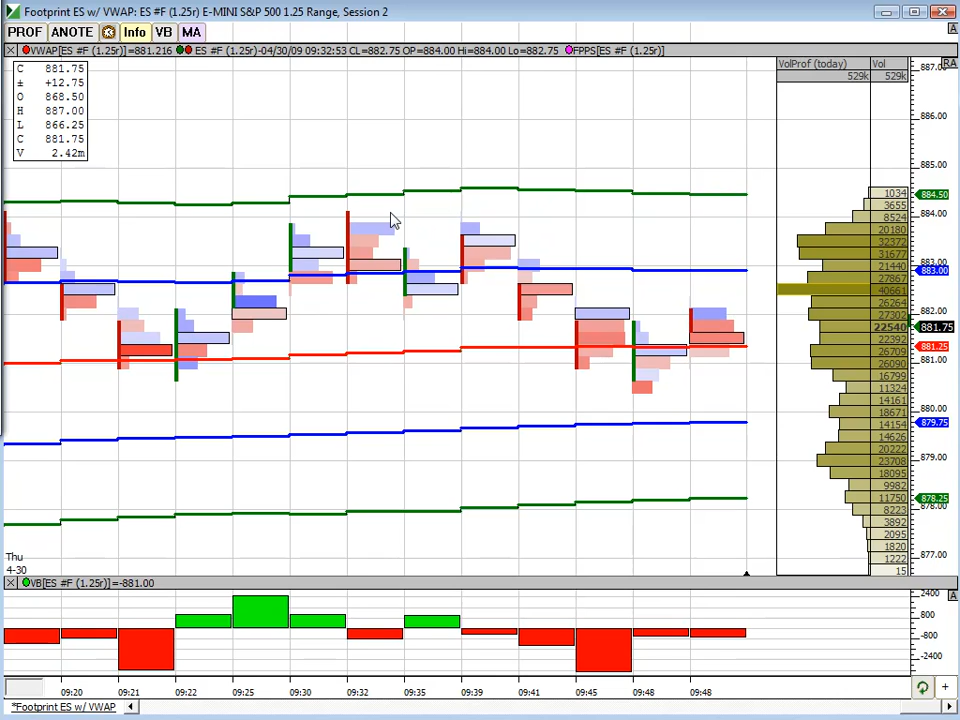 Footprint ES w/ VWAP: ES #F (1.25r) E-MINI S&P 500 1.25 Range, Session 2
PROF ANOTE Info VB MA A
VWAP[ES #F (1.25r)]=881.216 ES #F (1.25r)-04/30/09 09:32:53 CL=882.75 OP=884.00 Hi=884.00 Lo=882.75 FPPS[ES #F (1.25r)]
C 881.75
± +12.75
O 868.50
H 887.00
L 866.25
C 881.75
V 2.42m
VolProf (today) Vol RA
529k 529k
887.00
886.00
885.00
1034 884.50
3655
8524 884.00
20180
32372
31677 883.00
21440
27867 883.00
40661
26264
27302 882.00
22540 881.75
22392 881.25
26709 881.00
26090
16799
11324
14161 880.00
18671
14154 879.75
14626
20222 879.00
23708
18095
9982 878.25
11750 878.00
8223
3892
2095
1820 877.00
1222
15
Thu
4-30
VB[ES #F (1.25r)]=-881.00
2400 A
800
-800
-2400
09:20 09:21 09:22 09:25 09:30 09:32 09:35 09:39 09:41 09:45 09:48 09:48 +
*Footprint ES w/ VWAP